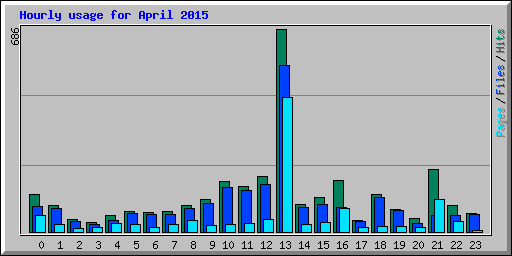 Hourly usage for April 2015
686
Pages/Files/Hits
0 1 2 3 4 5 6 7 8 9 10 11 12 13 14 15 16 17 18 19 20 21 22 23